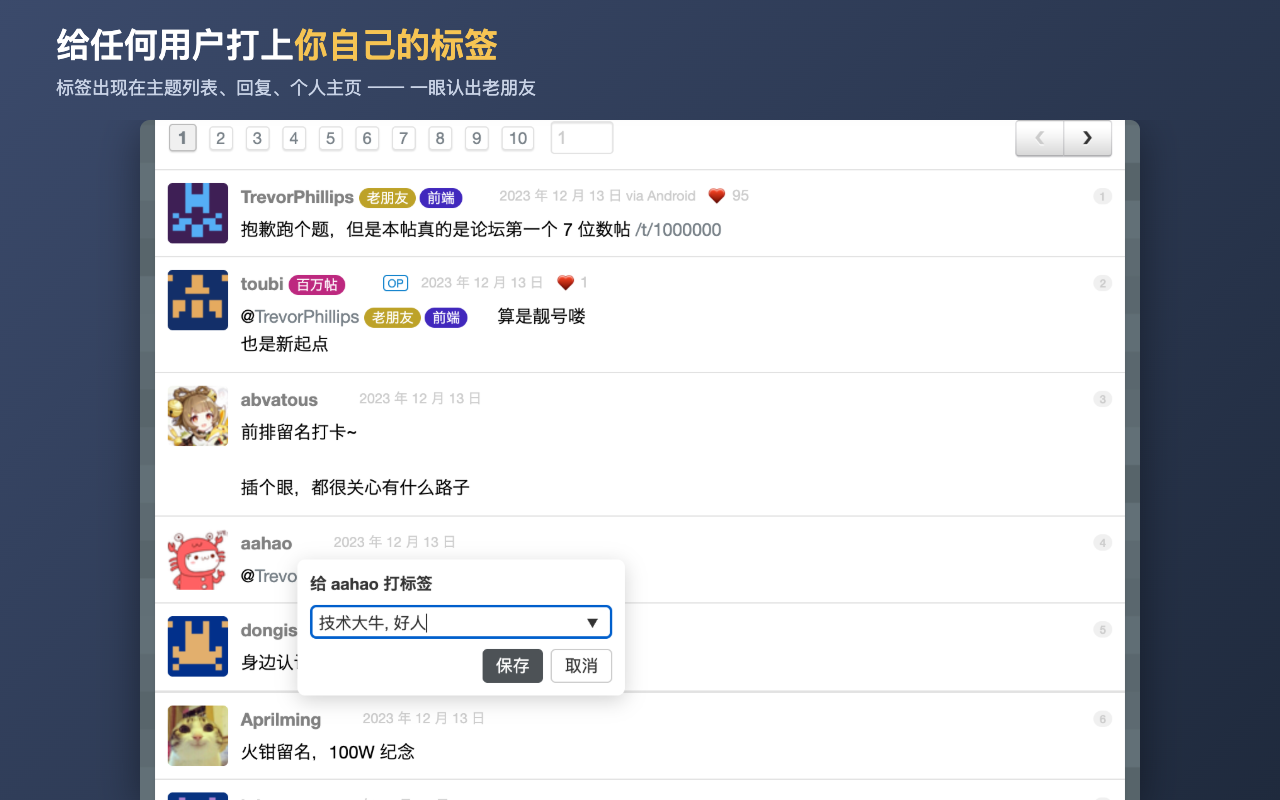 给任何用户打上你自己的标签
标签出现在主题列表、回复、个人主页 —— 一眼认出老朋友
1 2 3 4 5 6 7 8 9 10 1 ‹ ›
TrevorPhillips 老朋友 前端 2023 年 12 月 13 日 via Android 95 1
抱歉跑个题，但是本帖真的是论坛第一个 7 位数帖 /t/1000000
toubi 百万帖 OP 2023 年 12 月 13 日 1 2
@TrevorPhillips 老朋友 前端 算是靓号喽
也是新起点
abvatous 2023 年 12 月 13 日 3
前排留名打卡~
插个眼，都很关心有什么路子
aahao 2023 年 12 月 13 日 4
@Trevo
给 aahao 打标签
技术大牛, 好人
保存 取消
dongis 5
身边认
Aprilming 2023 年 12 月 13 日 6
火钳留名，100W 纪念